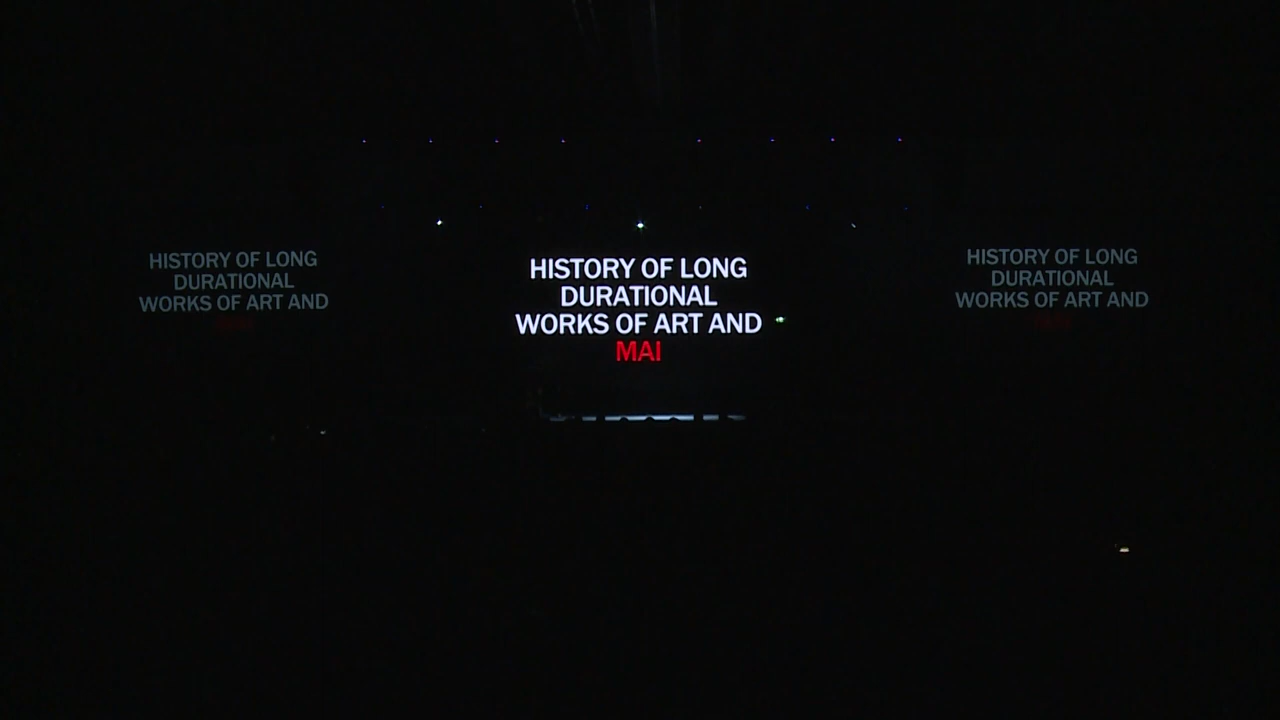 HISTORY OF LONG
DURATIONAL
WORKS OF ART AND
HISTORY OF LONG
DURATIONAL
WORKS OF ART AND
MAI
HISTORY OF LONG
DURATIONAL
WORKS OF ART AND